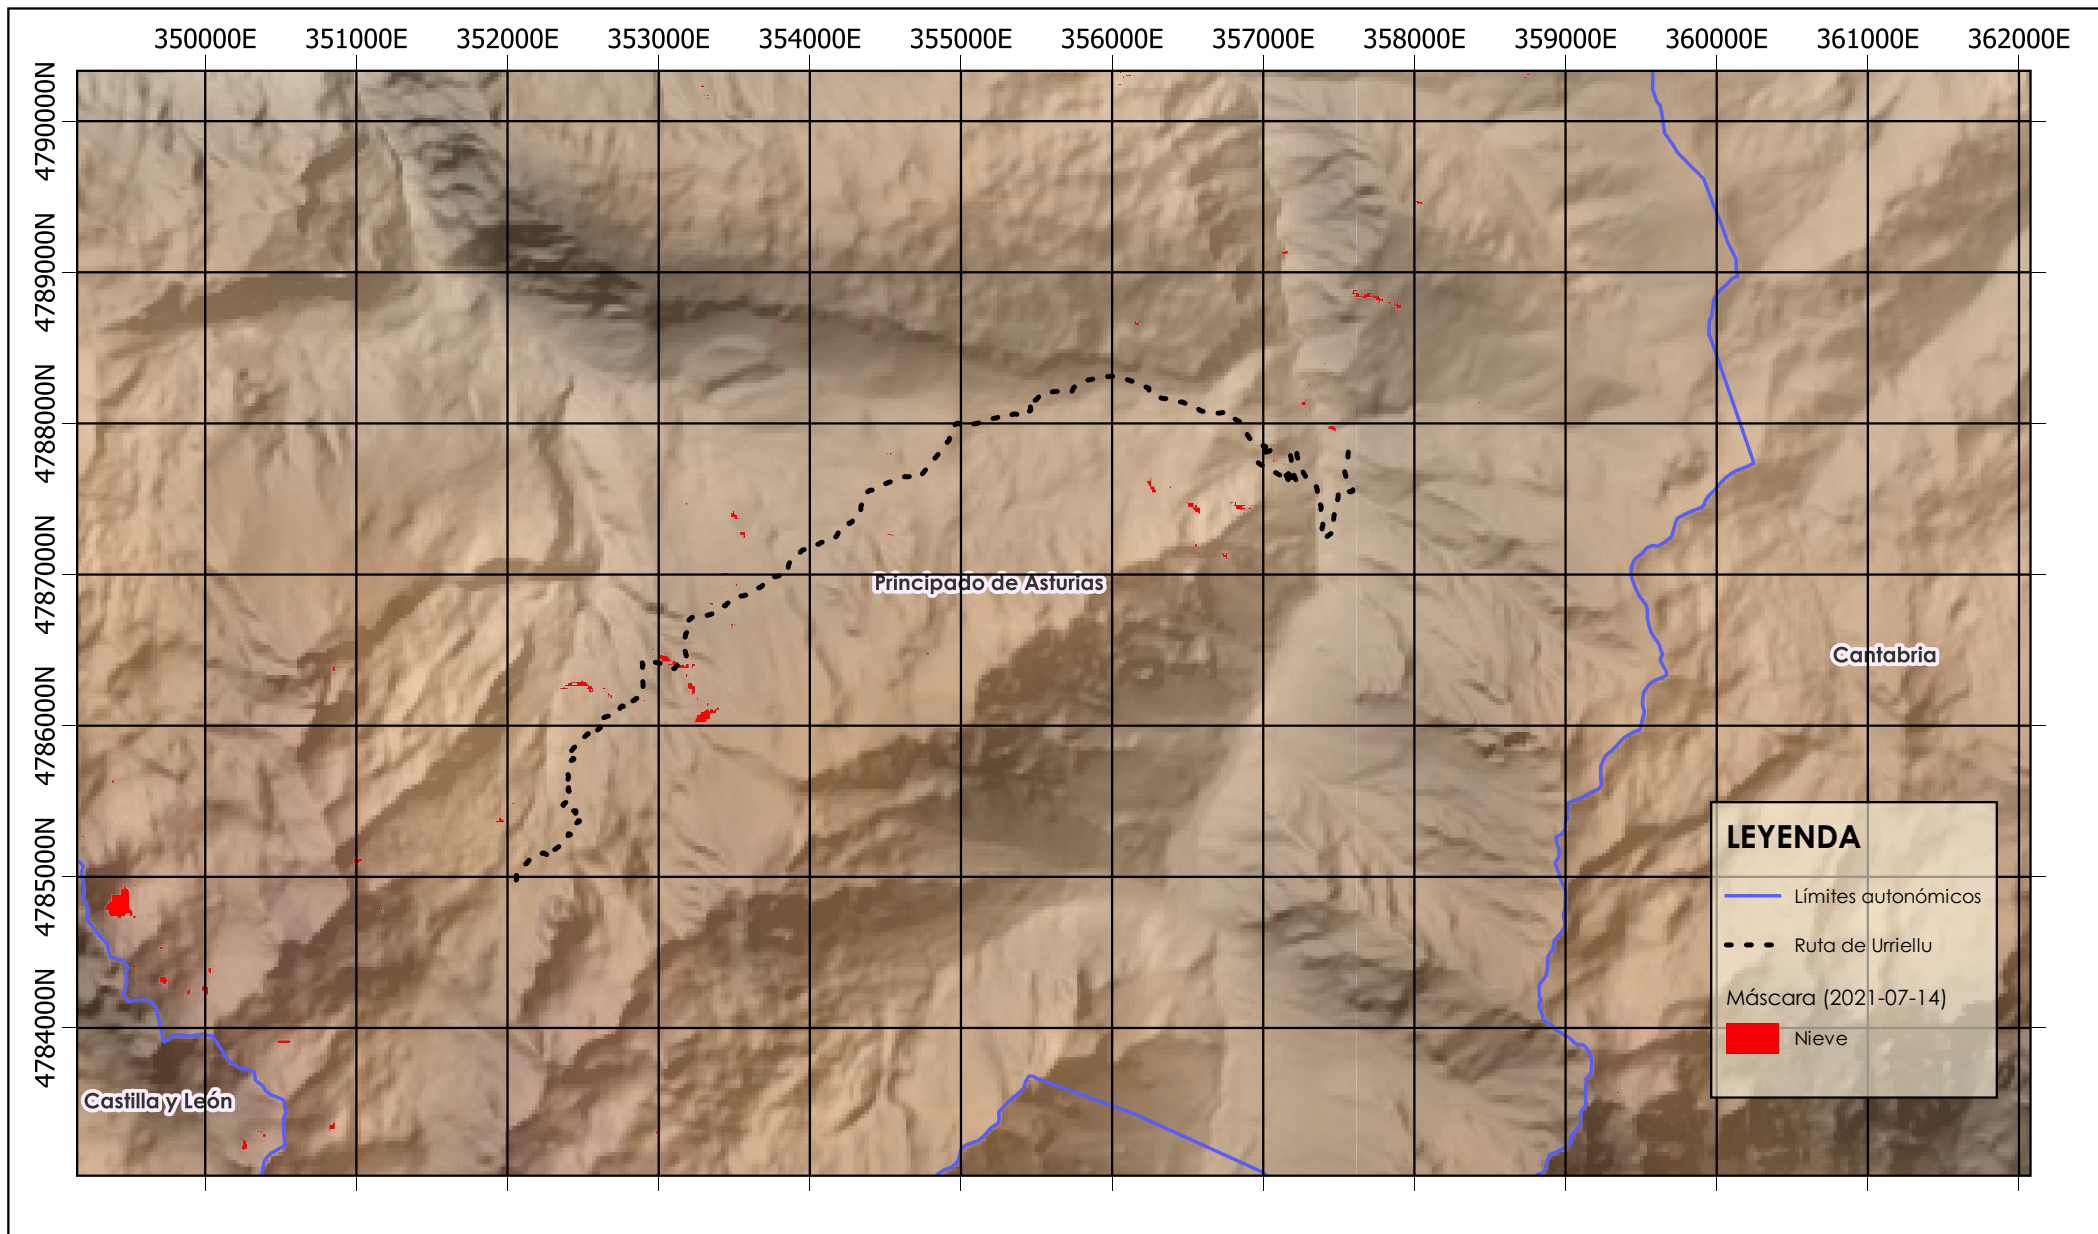 350000E 351000E 352000E 353000E 354000E 355000E 356000E 357000E 358000E 359000E 360000E 361000E 362000E
4790000N
4789000N
4788000N
4787000N
4786000N
4785000N
4784000N
Principado de Asturias
Cantabria
Castilla y León
LEYENDA
Límites autonómicos
Ruta de Urriellu
Máscara (2021-07-14)
Nieve